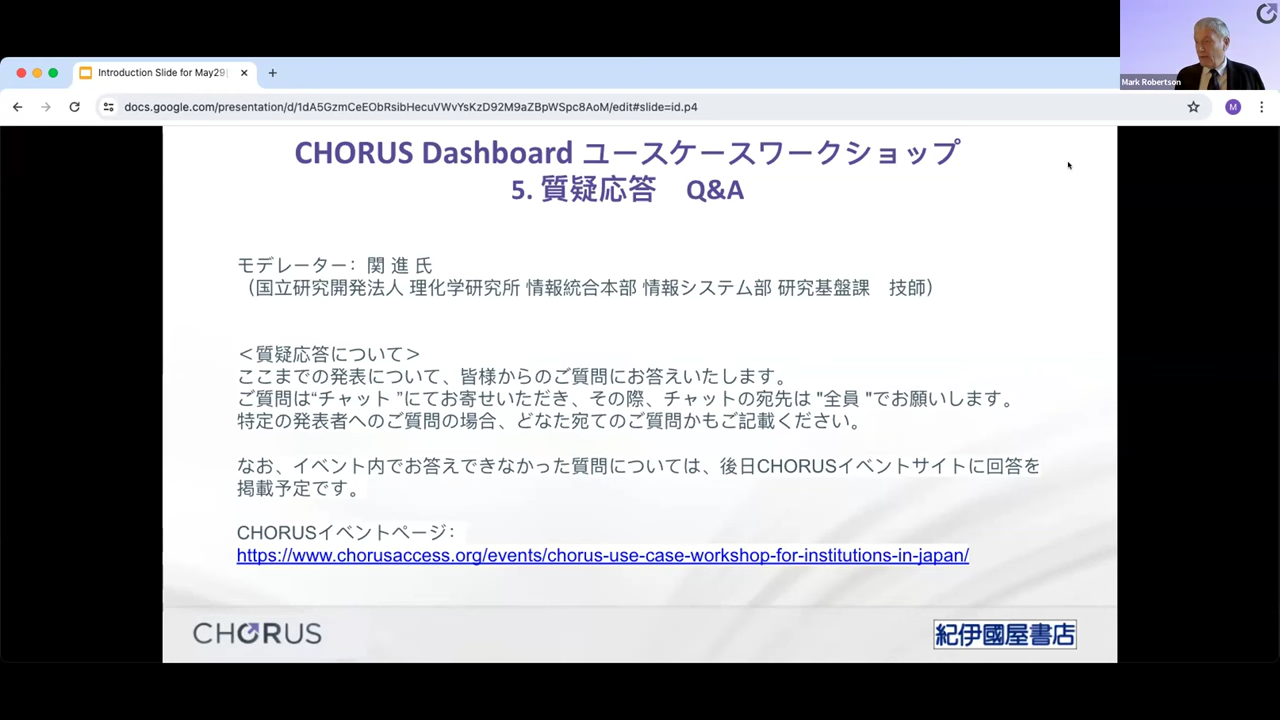 Mark Robertson
Introduction Slide for May29
docs.google.com/presentation/d/1dA5GzmCeEObRsibHecuVWvYsKzD92M9aZBpWSpc8AoM/edit#slide=id.p4
M
CHORUS Dashboard ユースケースワークショップ
5. 質疑応答　Q&A
モデレーター： 関 進 氏
（国立研究開発法人 理化学研究所 情報統合本部 情報システム部 研究基盤課　技師）
＜質疑応答について＞
ここまでの発表について、皆様からのご質問にお答えいたします。
ご質問は“チャット ”にてお寄せいただき、その際、チャットの宛先は "全員 "でお願いします。
特定の発表者へのご質問の場合、どなた宛てのご質問かもご記載ください。
なお、イベント内でお答えできなかった質問については、後日CHORUSイベントサイトに回答を
掲載予定です。
CHORUSイベントページ：
https://www.chorusaccess.org/events/chorus-use-case-workshop-for-institutions-in-japan/
CHORUS
紀伊國屋書店